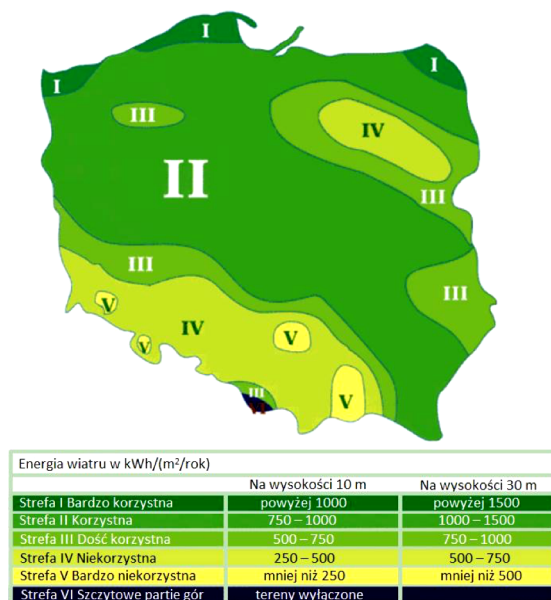 I
I
I
III
IV
II
III
III
III
V
IV
V
V
III
V
Energia wiatru w kWh/(m²/rok)
Na wysokości 10 m Na wysokości 30 m
Strefa I Bardzo korzystna powyżej 1000 powyżej 1500
Strefa II Korzystna 750 – 1000 1000 – 1500
Strefa III Dość korzystna 500 – 750 750 – 1000
Strefa IV Niekorzystna 250 – 500 500 – 750
Strefa V Bardzo niekorzystna mniej niż 250 mniej niż 500
Strefa VI Szczytowe partie gór tereny wyłączone